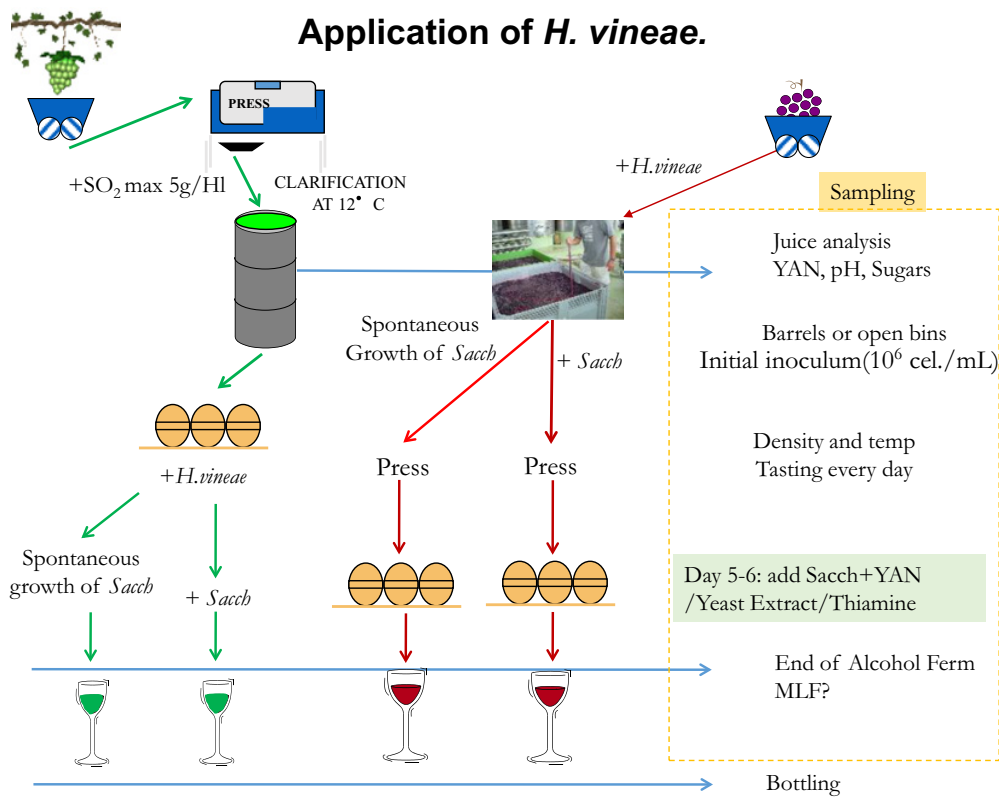 Application of H. vineae.
PRESS
+SO₂ max 5g/Hl
CLARIFICATION
AT 12• C
+H.vineae
Sampling
Juice analysis
YAN, pH, Sugars
Spontaneous
Growth of Sacch
+ Sacch
Barrels or open bins
Initial inoculum(10⁶ cel./mL)
+H.vineae
Press
Press
Density and temp
Tasting every day
Spontaneous
growth of Sacch
+ Sacch
Day 5-6: add Sacch+YAN
/Yeast Extract/Thiamine
End of Alcohol Ferm
MLF?
Bottling